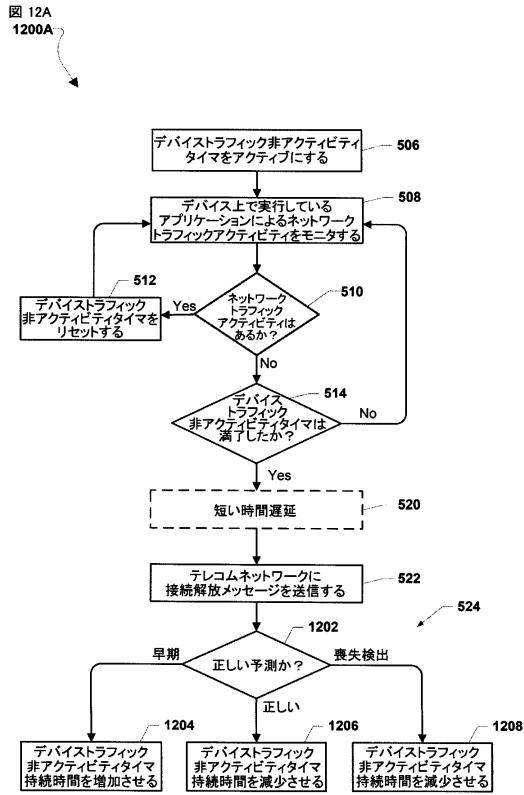 図 12A
1200A
デバイストラフィック非アクティビティ
タイマをアクティブにする
506
デバイス上で実行している
アプリケーションによるネットワーク
トラフィックアクティビティをモニタする
508
512
デバイストラフィック
非アクティビティタイマを
リセットする
Yes
ネットワーク
トラフィック
アクティビティは
あるか？
510
No
514
デバイス
トラフィック
非アクティビティタイマは
満了したか？
No
Yes
短い時間遅延
520
テレコムネットワークに
接続解放メッセージを送信する
522
524
1202
早期
正しい予測か？
喪失検出
正しい
1204
デバイストラフィック
非アクティビティタイマ
持続時間を増加させる
1206
デバイストラフィック
非アクティビティタイマ
持続時間を減少させる
1208
デバイストラフィック
非アクティビティタイマ
持続時間を減少させる